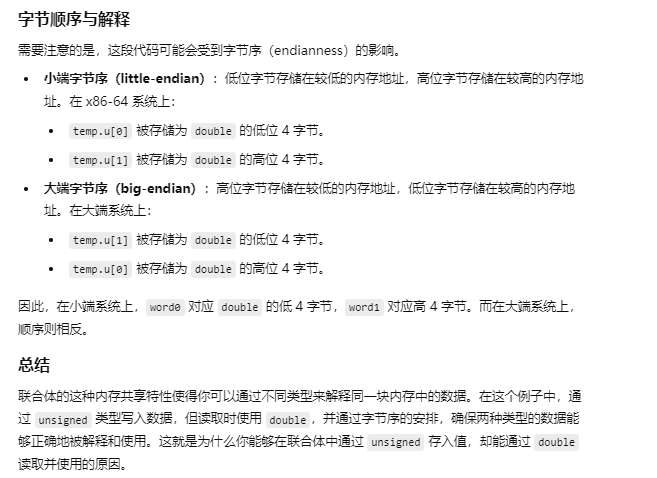 字节顺序与解释
需要注意的是，这段代码可能会受到字节序（endianness）的影响。
• 小端字节序（little-endian）：低位字节存储在较低的内存地址，高位字节存储在较高的内存地
址。在 x86-64 系统上：
• temp.u[0] 被存储为 double 的低位 4 字节。
• temp.u[1] 被存储为 double 的高位 4 字节。
• 大端字节序（big-endian）：高位字节存储在较低的内存地址，低位字节存储在较高的内存地
址。在大端系统上：
• temp.u[1] 被存储为 double 的低位 4 字节。
• temp.u[0] 被存储为 double 的高位 4 字节。
因此，在小端系统上，word0 对应 double 的低 4 字节，word1 对应高 4 字节。而在大端系统上，
顺序则相反。
总结
联合体的这种内存共享特性使得你可以通过不同类型来解释同一块内存中的数据。在这个例子中，通
过 unsigned 类型写入数据，但读取时使用 double，并通过字节序的安排，确保两种类型的数据能
够正确地被解释和使用。这就是为什么你能够在联合体中通过 unsigned 存入值，却能通过 double
读取并使用的原因。